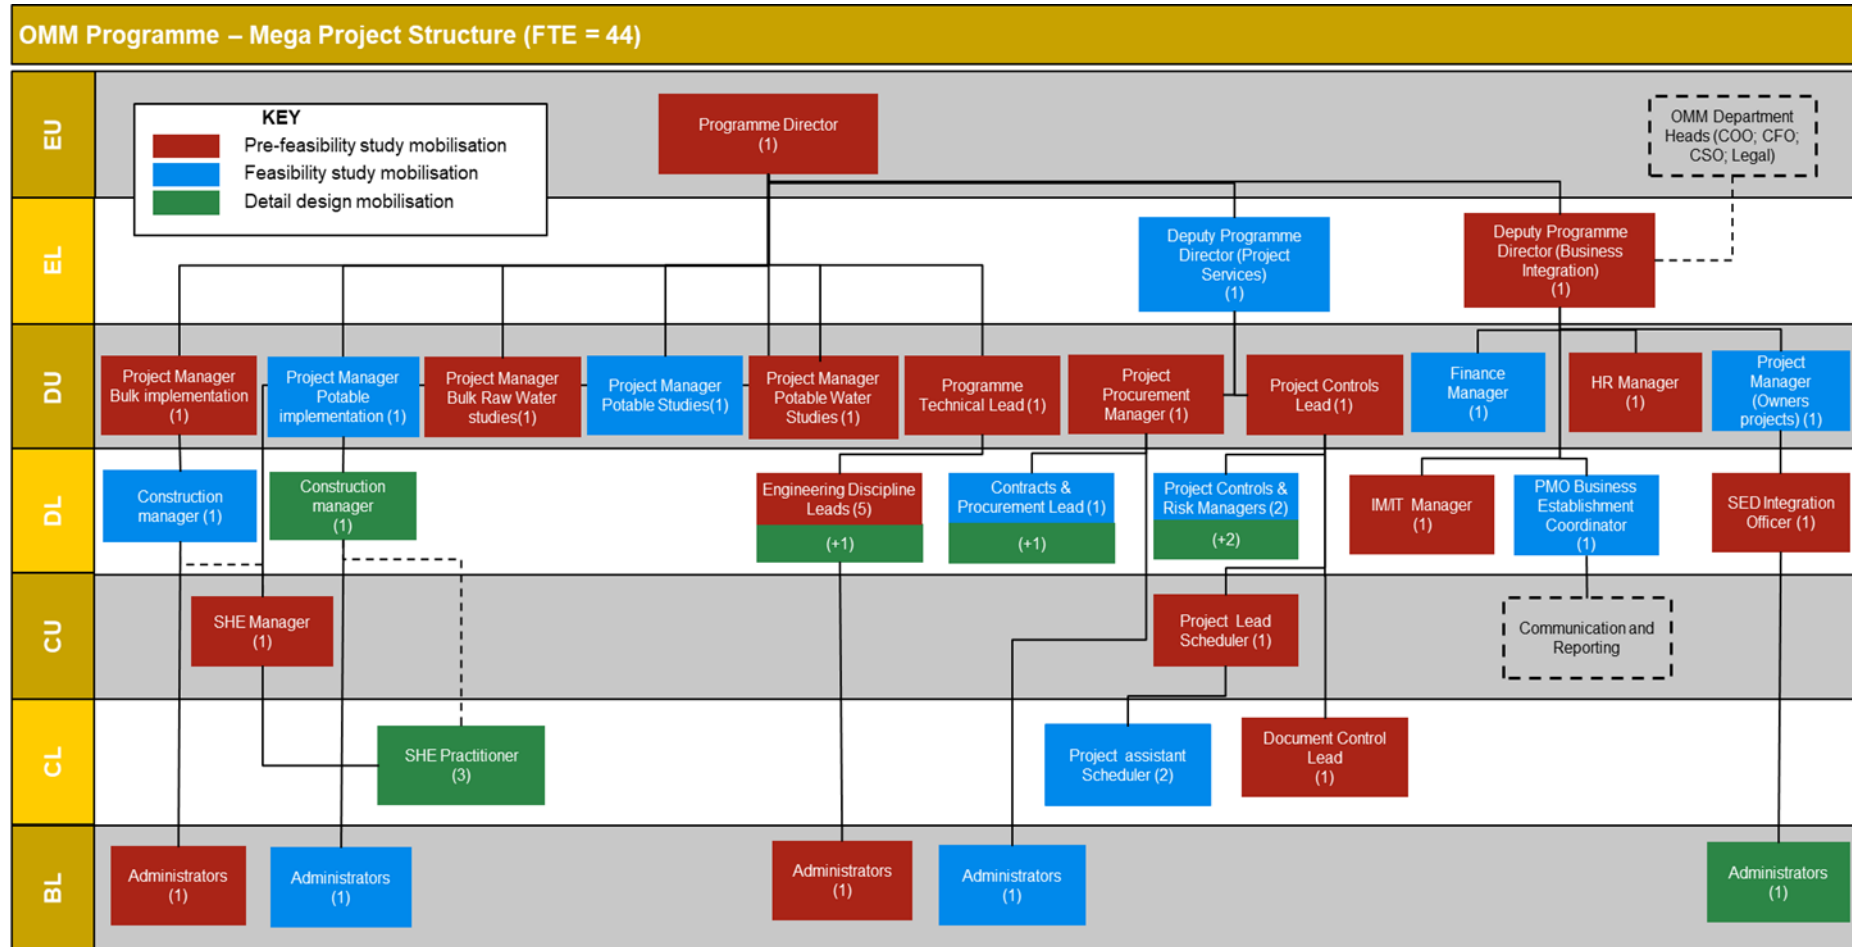 OMM Programme – Mega Project Structure (FTE = 44)
EU
KEY
Pre-feasibility study mobilisation
Feasibility study mobilisation
Detail design mobilisation
Programme Director
(1)
OMM Department
Heads (COO; CFO;
CSO; Legal)
EL
Deputy Programme
Director (Project
Services)
(1)
Deputy Programme
Director (Business
Integration)
(1)
DU
Project Manager
Bulk implementation
(1)
Project Manager
Potable
implementation (1)
Project Manager
Bulk Raw Water
studies(1)
Project Manager
Potable Studies(1)
Project Manager
Potable Water
Studies (1)
Programme
Technical Lead (1)
Project
Procurement
Manager (1)
Project Controls
Lead (1)
Finance
Manager
(1)
HR Manager
(1)
Project
Manager
(Owners
projects) (1)
DL
Construction
manager (1)
Construction
manager
(1)
Engineering Discipline
Leads (5)
(+1)
Contracts &
Procurement Lead (1)
(+1)
Project Controls &
Risk Managers (2)
(+2)
IM/IT Manager
(1)
PMO Business
Establishment
Coordinator
(1)
SED Integration
Officer (1)
CU
SHE Manager
(1)
Project Lead
Scheduler (1)
Communication and
Reporting
CL
SHE Practitioner
(3)
Project assistant
Scheduler (2)
Document Control
Lead
(1)
BL
Administrators
(1)
Administrators
(1)
Administrators
(1)
Administrators
(1)
Administrators
(1)